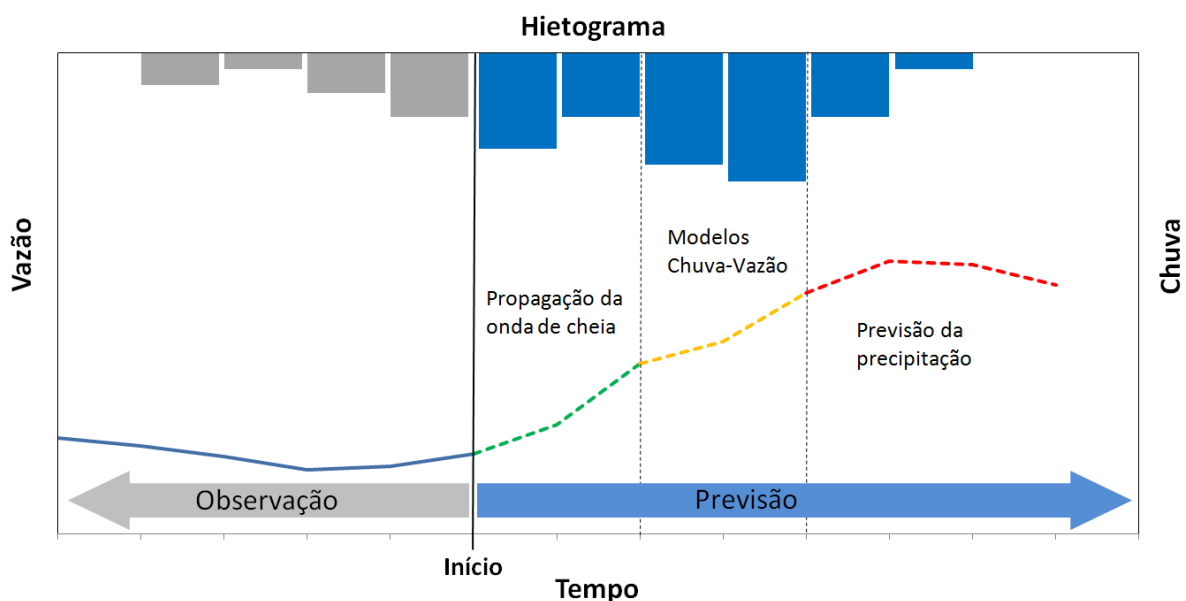 Hietograma
Vazão
Chuva
Modelos
Chuva-Vazão
Propagação da
onda de cheia
Previsão da
precipitação
Observação
Previsão
Início
Tempo